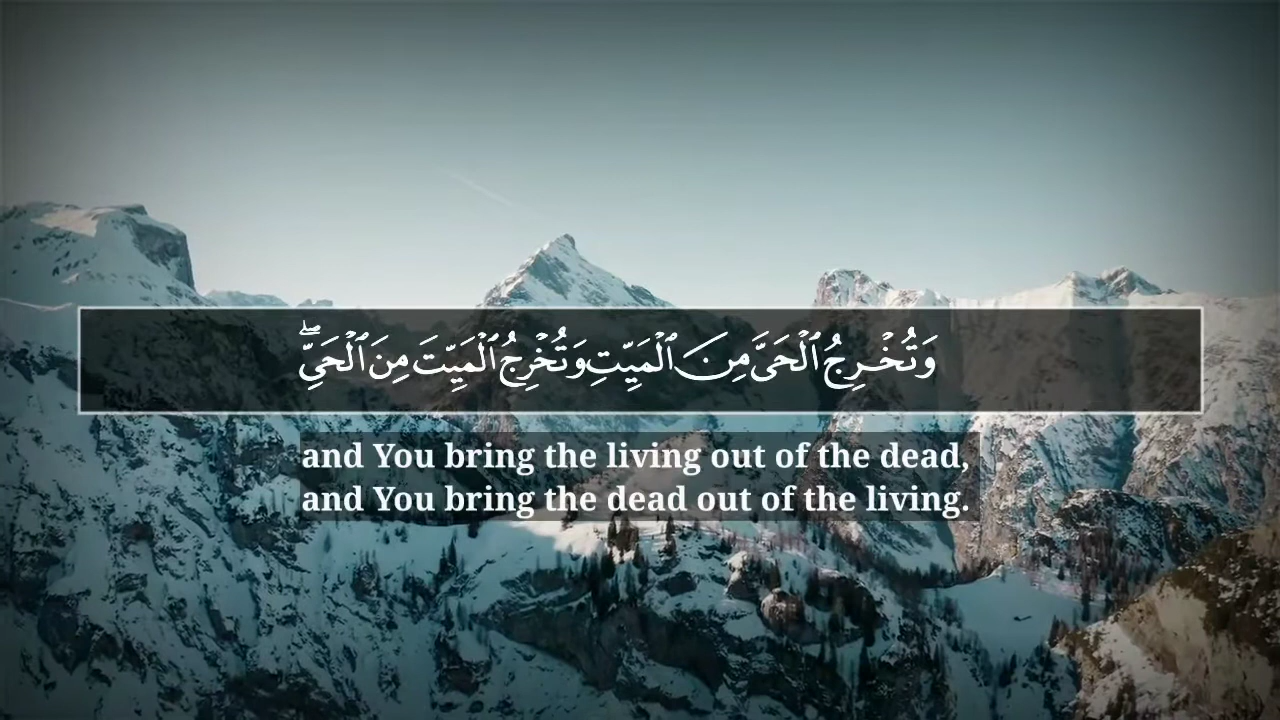 وَتُخْرِجُ ٱلْحَىَّ مِنَ ٱلْمَيِّتِ وَتُخْرِجُ ٱلْمَيِّتَ مِنَ ٱلْحَىِّ ۖ
and You bring the living out of the dead,
and You bring the dead out of the living.